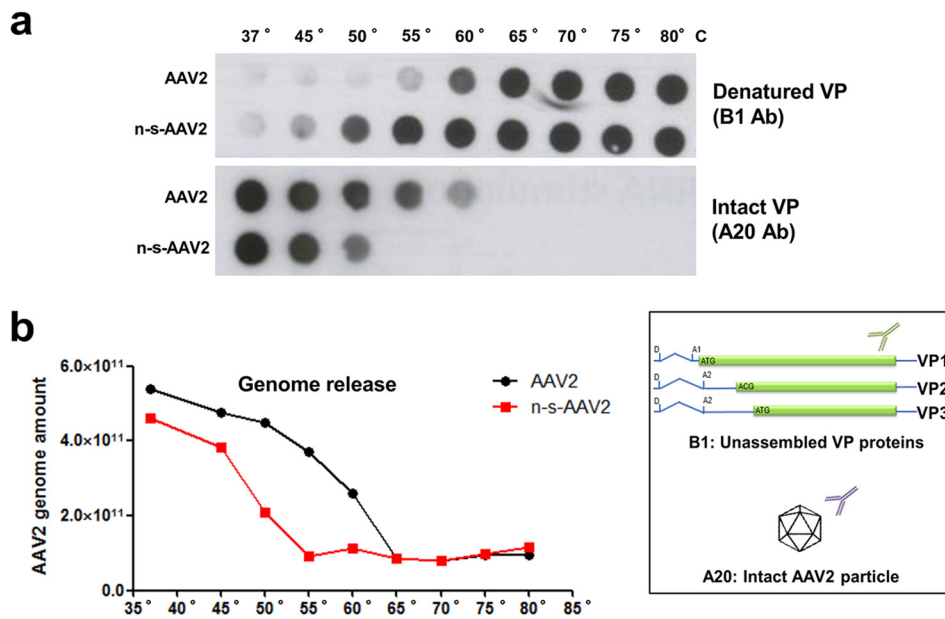 a
37° 45° 50° 55° 60° 65° 70° 75° 80° C
AAV2
n-s-AAV2
Denatured VP
(B1 Ab)
AAV2
n-s-AAV2
Intact VP
(A20 Ab)
b
Genome release
AAV2
n-s-AAV2
AAV2 genome amount
6.0×10¹¹
4.0×10¹¹
2.0×10¹¹
0.0
35° 40° 45° 50° 55° 60° 65° 70° 75° 80° 85°
D A1 ATG VP1
D A2 ACG VP2
D A2 ATG VP3
B1: Unassembled VP proteins
A20: Intact AAV2 particle